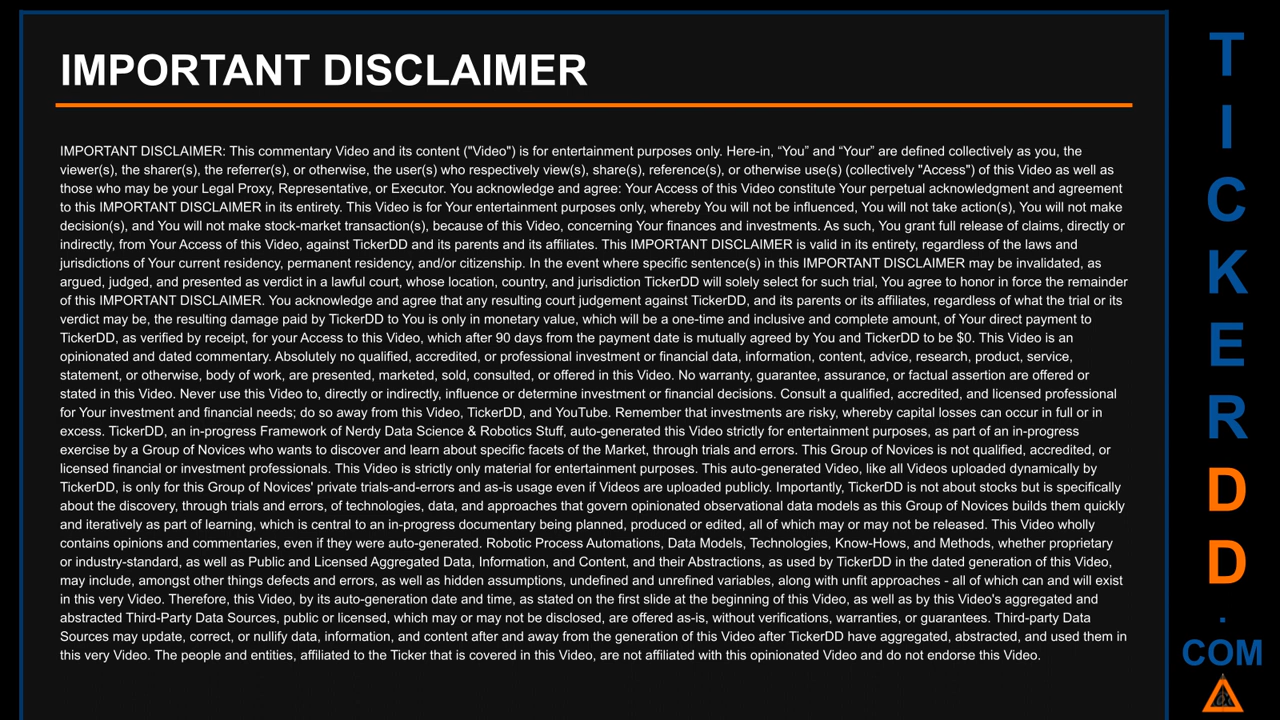 IMPORTANT DISCLAIMER
IMPORTANT DISCLAIMER: This commentary Video and its content ("Video") is for entertainment purposes only. Here-in, “You” and “Your” are defined collectively as you, the
viewer(s), the sharer(s), the referrer(s), or otherwise, the user(s) who respectively view(s), share(s), reference(s), or otherwise use(s) (collectively "Access") of this Video as well as
those who may be your Legal Proxy, Representative, or Executor. You acknowledge and agree: Your Access of this Video constitute Your perpetual acknowledgment and agreement
to this IMPORTANT DISCLAIMER in its entirety. This Video is for Your entertainment purposes only, whereby You will not be influenced, You will not take action(s), You will not make
decision(s), and You will not make stock-market transaction(s), because of this Video, concerning Your finances and investments. As such, You grant full release of claims, directly or
indirectly, from Your Access of this Video, against TickerDD and its parents and its affiliates. This IMPORTANT DISCLAIMER is valid in its entirety, regardless of the laws and
jurisdictions of Your current residency, permanent residency, and/or citizenship. In the event where specific sentence(s) in this IMPORTANT DISCLAIMER may be invalidated, as
argued, judged, and presented as verdict in a lawful court, whose location, country, and jurisdiction TickerDD will solely select for such trial, You agree to honor in force the remainder
of this IMPORTANT DISCLAIMER. You acknowledge and agree that any resulting court judgement against TickerDD, and its parents or its affiliates, regardless of what the trial or its
verdict may be, the resulting damage paid by TickerDD to You is only in monetary value, which will be a one-time and inclusive and complete amount, of Your direct payment to
TickerDD, as verified by receipt, for your Access to this Video, which after 90 days from the payment date is mutually agreed by You and TickerDD to be $0. This Video is an
opinionated and dated commentary. Absolutely no qualified, accredited, or professional investment or financial data, information, content, advice, research, product, service,
statement, or otherwise, body of work, are presented, marketed, sold, consulted, or offered in this Video. No warranty, guarantee, assurance, or factual assertion are offered or
stated in this Video. Never use this Video to, directly or indirectly, influence or determine investment or financial decisions. Consult a qualified, accredited, and licensed professional
for Your investment and financial needs; do so away from this Video, TickerDD, and YouTube. Remember that investments are risky, whereby capital losses can occur in full or in
excess. TickerDD, an in-progress Framework of Nerdy Data Science & Robotics Stuff, auto-generated this Video strictly for entertainment purposes, as part of an in-progress
exercise by a Group of Novices who wants to discover and learn about specific facets of the Market, through trials and errors. This Group of Novices is not qualified, accredited, or
licensed financial or investment professionals. This Video is strictly only material for entertainment purposes. This auto-generated Video, like all Videos uploaded dynamically by
TickerDD, is only for this Group of Novices' private trials-and-errors and as-is usage even if Videos are uploaded publicly. Importantly, TickerDD is not about stocks but is specifically
about the discovery, through trials and errors, of technologies, data, and approaches that govern opinionated observational data models as this Group of Novices builds them quickly
and iteratively as part of learning, which is central to an in-progress documentary being planned, produced or edited, all of which may or may not be released. This Video wholly
contains opinions and commentaries, even if they were auto-generated. Robotic Process Automations, Data Models, Technologies, Know-Hows, and Methods, whether proprietary
or industry-standard, as well as Public and Licensed Aggregated Data, Information, and Content, and their Abstractions, as used by TickerDD in the dated generation of this Video,
may include, amongst other things defects and errors, as well as hidden assumptions, undefined and unrefined variables, along with unfit approaches - all of which can and will exist
in this very Video. Therefore, this Video, by its auto-generation date and time, as stated on the first slide at the beginning of this Video, as well as by this Video's aggregated and
abstracted Third-Party Data Sources, public or licensed, which may or may not be disclosed, are offered as-is, without verifications, warranties, or guarantees. Third-party Data
Sources may update, correct, or nullify data, information, and content after and away from the generation of this Video after TickerDD have aggregated, abstracted, and used them in
this very Video. The people and entities, affiliated to the Ticker that is covered in this Video, are not affiliated with this opinionated Video and do not endorse this Video.
T
I
C
K
E
R
D
D
.
COM